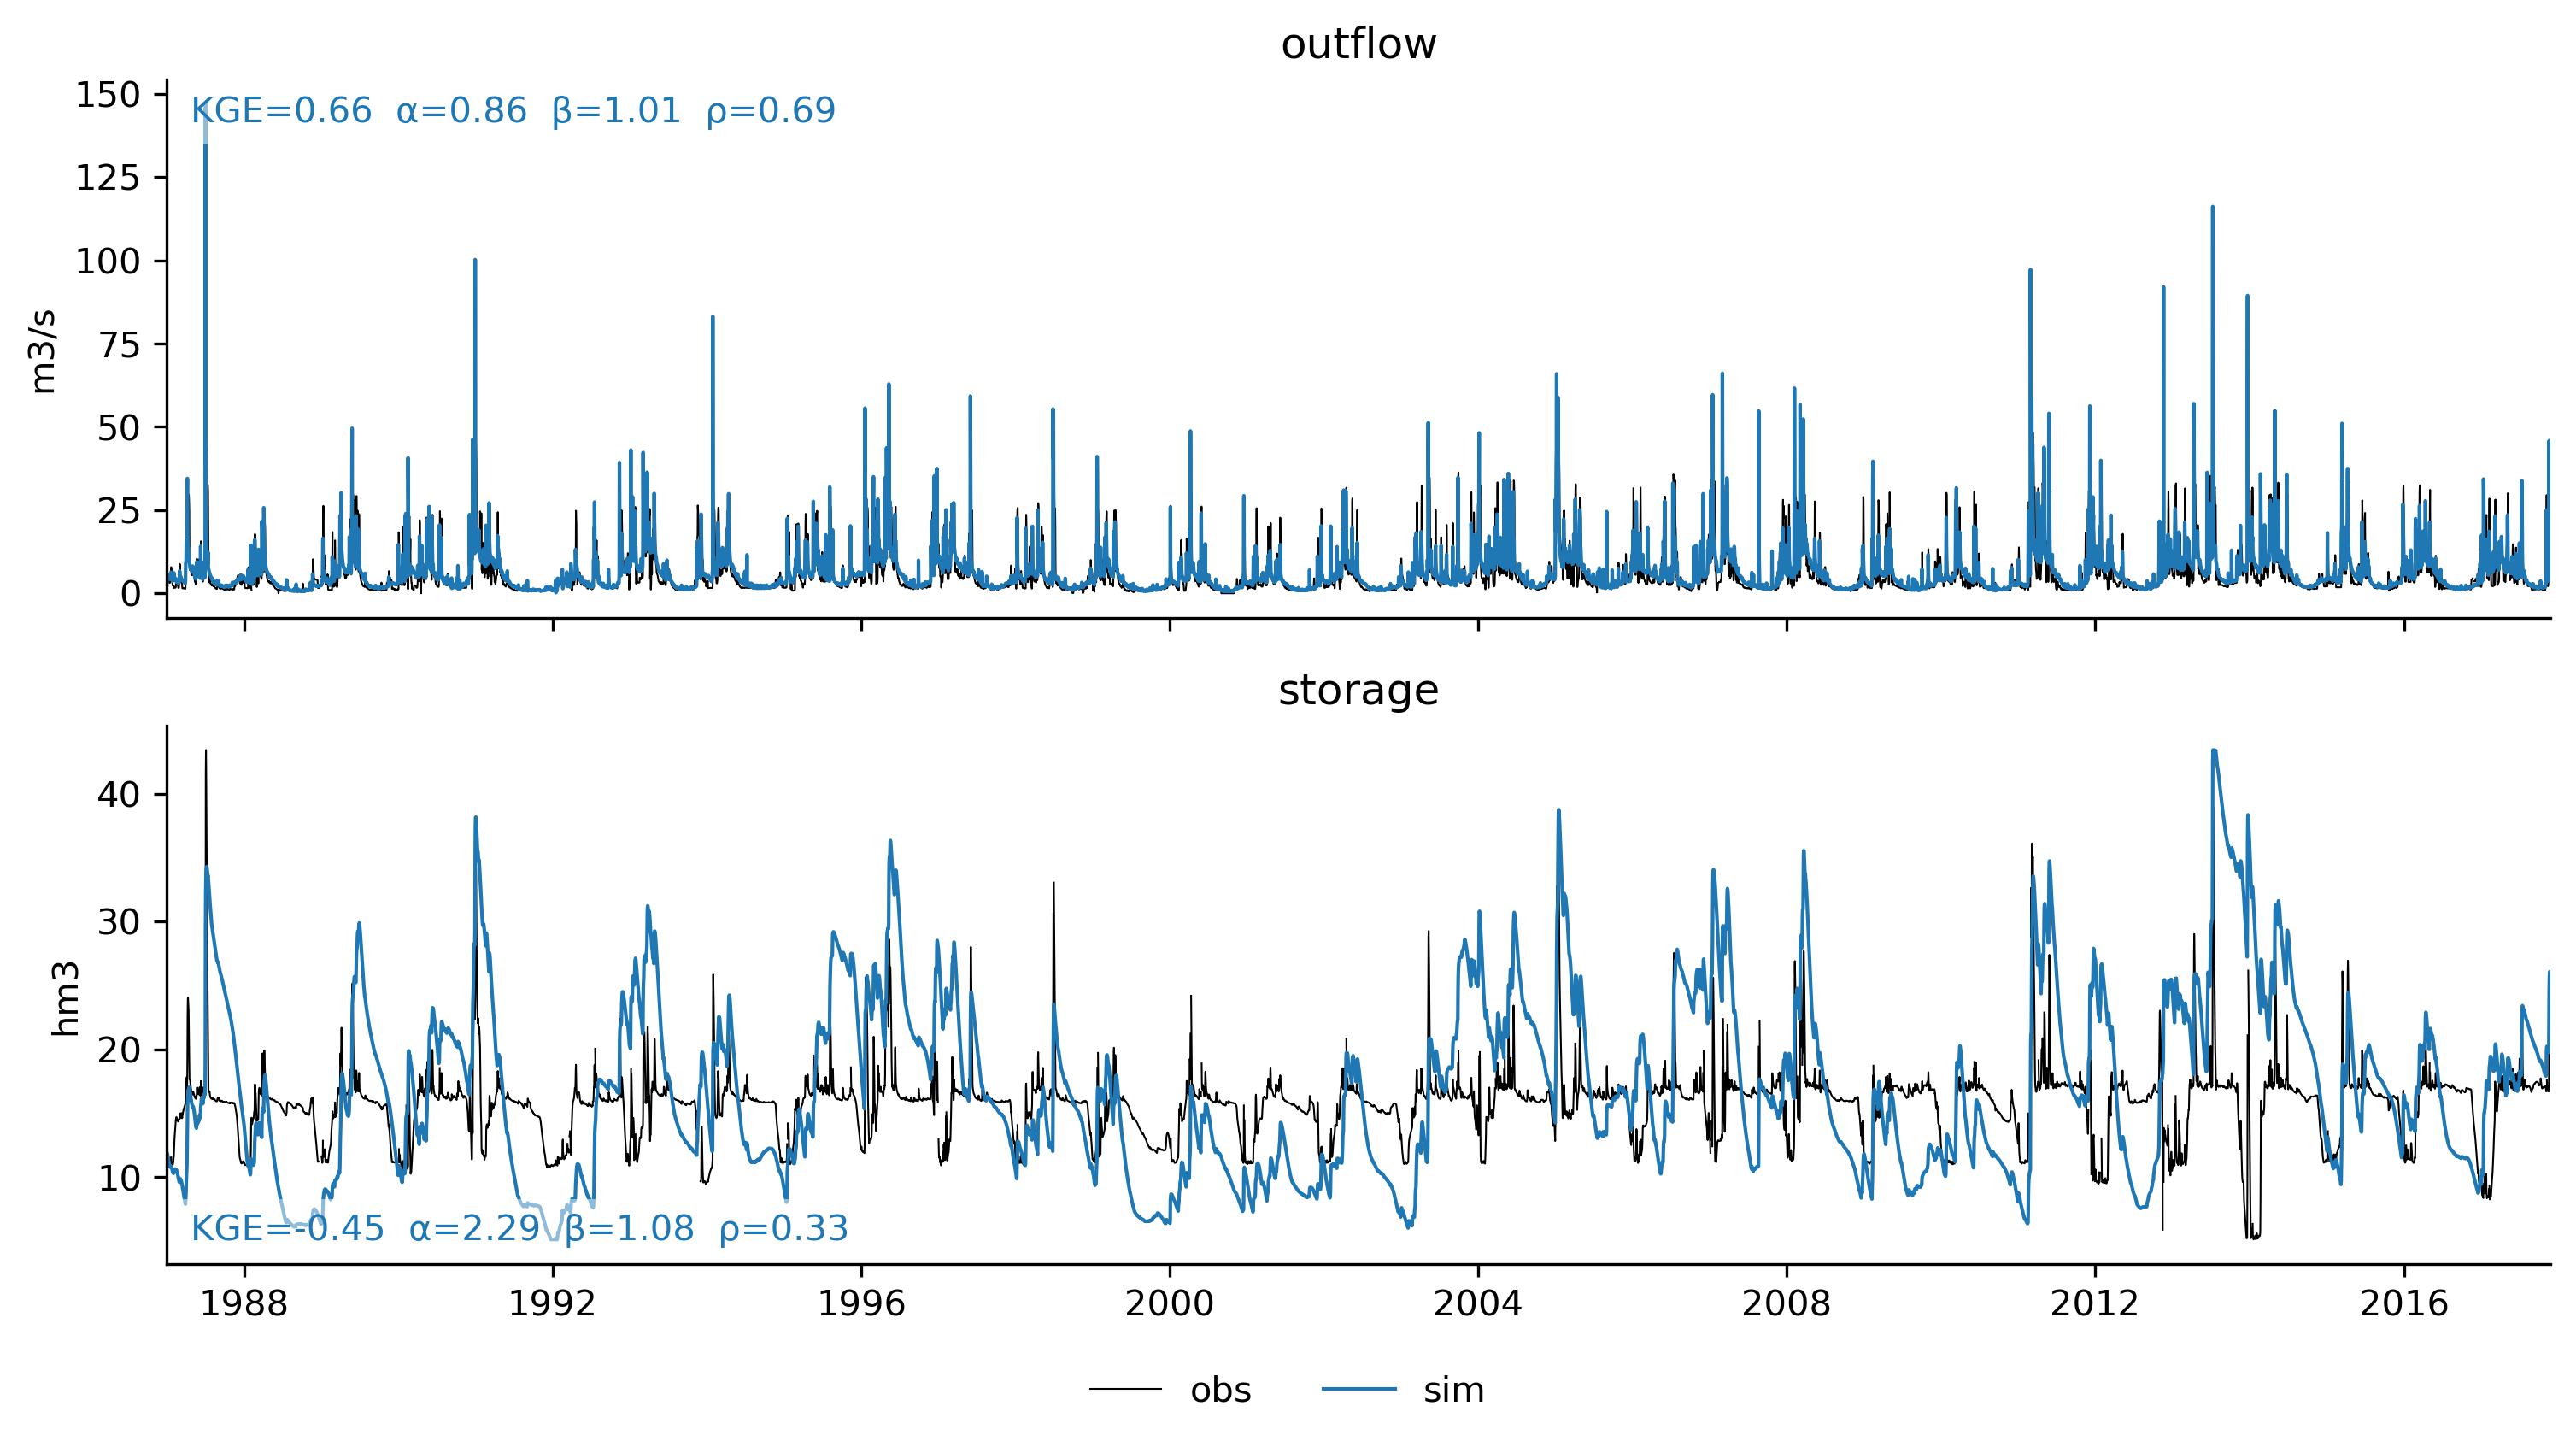 outflow
KGE=0.66 α=0.86 β=1.01 ρ=0.69
150
125
100
75
50
25
0
m3/s
storage
40
30
20
10
hm3
KGE=-0.45 α=2.29 β=1.08 ρ=0.33
1988 1992 1996 2000 2004 2008 2012 2016
obs sim